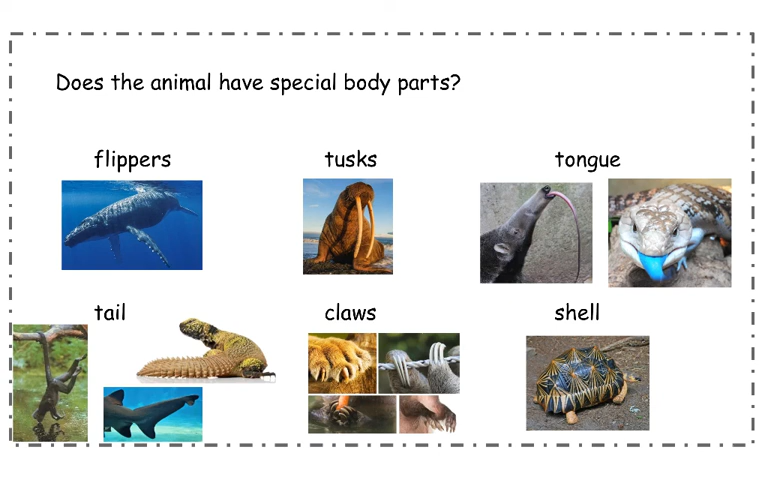 Does the animal have special body parts?
flippers tusks tongue
tail claws shell